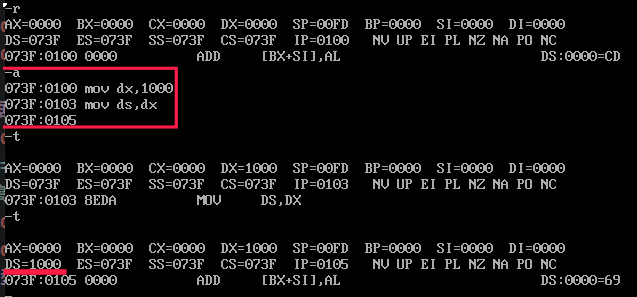 -r
AX=0000 BX=0000 CX=0000 DX=1000 SP=00FD BP=0000 SI=0000 DI=0000
DS=073F ES=073F SS=073F CS=073F IP=0100 NV UP EI PL NZ NA PO NC
073F:0100 0000 ADD [BX+SI],AL DS:0000=CD
-a
073F:0100 mov dx,1000
073F:0103 mov ds,dx
073F:0105
-t
AX=0000 BX=0000 CX=0000 DX=1000 SP=00FD BP=0000 SI=0000 DI=0000
DS=073F ES=073F SS=073F CS=073F IP=0103 NV UP EI PL NZ NA PO NC
073F:0103 8EDA MOV DS,DX
-t
AX=0000 BX=0000 CX=0000 DX=1000 SP=00FD BP=0000 SI=0000 DI=0000
DS=1000 ES=073F SS=073F CS=073F IP=0105 NV UP EI PL NZ NA PO NC
073F:0105 0000 ADD [BX+SI],AL DS:0000=69